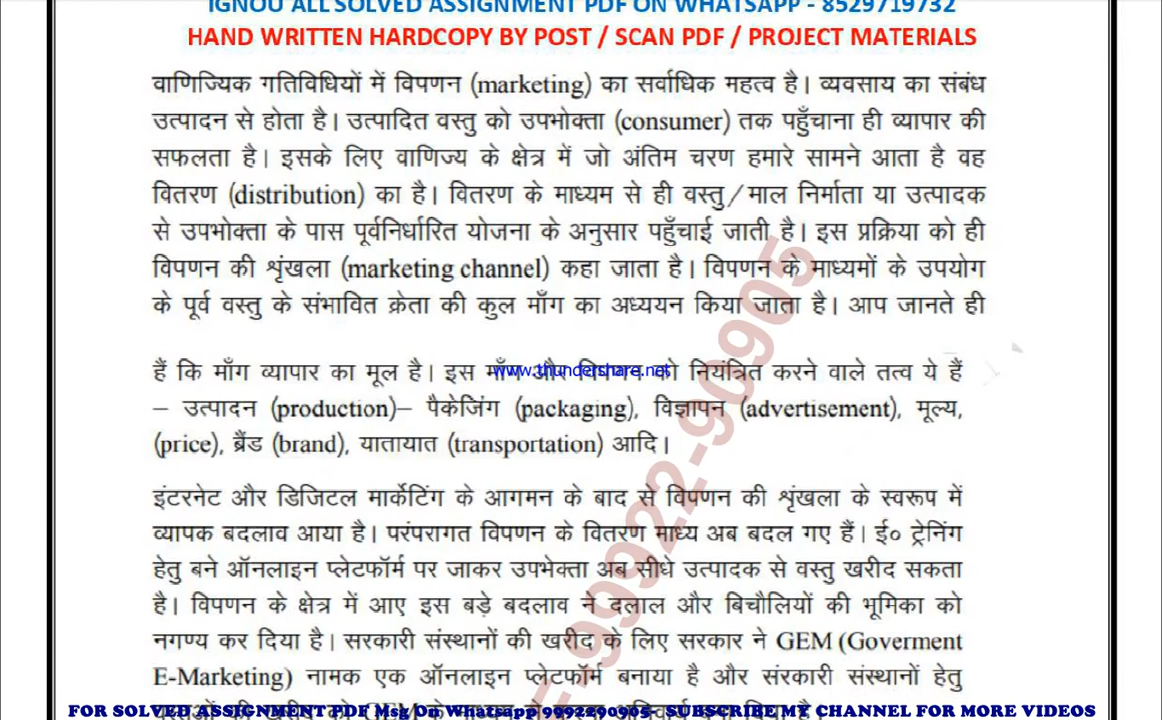 IGNOU ALL SOLVED ASSIGNMENT PDF ON WHATSAPP - 8529719732
HAND WRITTEN HARDCOPY BY POST / SCAN PDF / PROJECT MATERIALS
वाणिज्यिक गतिविधियों में विपणन (marketing) का सर्वाधिक महत्व है। व्यवसाय का संबंध
उत्पादन से होता है। उत्पादित वस्तु को उपभोक्ता (consumer) तक पहुँचाना ही व्यापार की
सफलता है। इसके लिए वाणिज्य के क्षेत्र में जो अंतिम चरण हमारे सामने आता है वह
वितरण (distribution) का है। वितरण के माध्यम से ही वस्तु/माल निर्माता या उत्पादक
से उपभोक्ता के पास पूर्वनिर्धारित योजना के अनुसार पहुँचाई जाती है। इस प्रक्रिया को ही
विपणन की शृंखला (marketing channel) कहा जाता है। विपणन के माध्यमों के उपयोग
के पूर्व वस्तु के संभावित क्रेता की कुल माँग का अध्ययन किया जाता है। आप जानते ही
हैं कि माँग व्यापार का मूल है। इस माँग और विपणन को नियंत्रित करने वाले तत्व ये हैं
www.thundershare.net
– उत्पादन (production)– पैकेजिंग (packaging), विज्ञापन (advertisement), मूल्य,
(price), ब्रैंड (brand), यातायात (transportation) आदि।
इंटरनेट और डिजिटल मार्केटिंग के आगमन के बाद से विपणन की शृंखला के स्वरूप में
व्यापक बदलाव आया है। परंपरागत विपणन के वितरण माध्य अब बदल गए हैं। ई० ट्रेनिंग
हेतु बने ऑनलाइन प्लेटफॉर्म पर जाकर उपभेक्ता अब सीधे उत्पादक से वस्तु खरीद सकता
है। विपणन के क्षेत्र में आए इस बड़े बदलाव ने दलाल और बिचौलियों की भूमिका को
नगण्य कर दिया है। सरकारी संस्थानों की खरीद के लिए सरकार ने GEM (Goverment
E-Marketing) नामक एक ऑनलाइन प्लेटफॉर्म बनाया है और संरकारी संस्थानों हेतु
FOR SOLVED ASSIGNMENT PDF Msg On Whatsapp 9992290905 - SUBSCRIBE MY CHANNEL FOR MORE VIDEOS